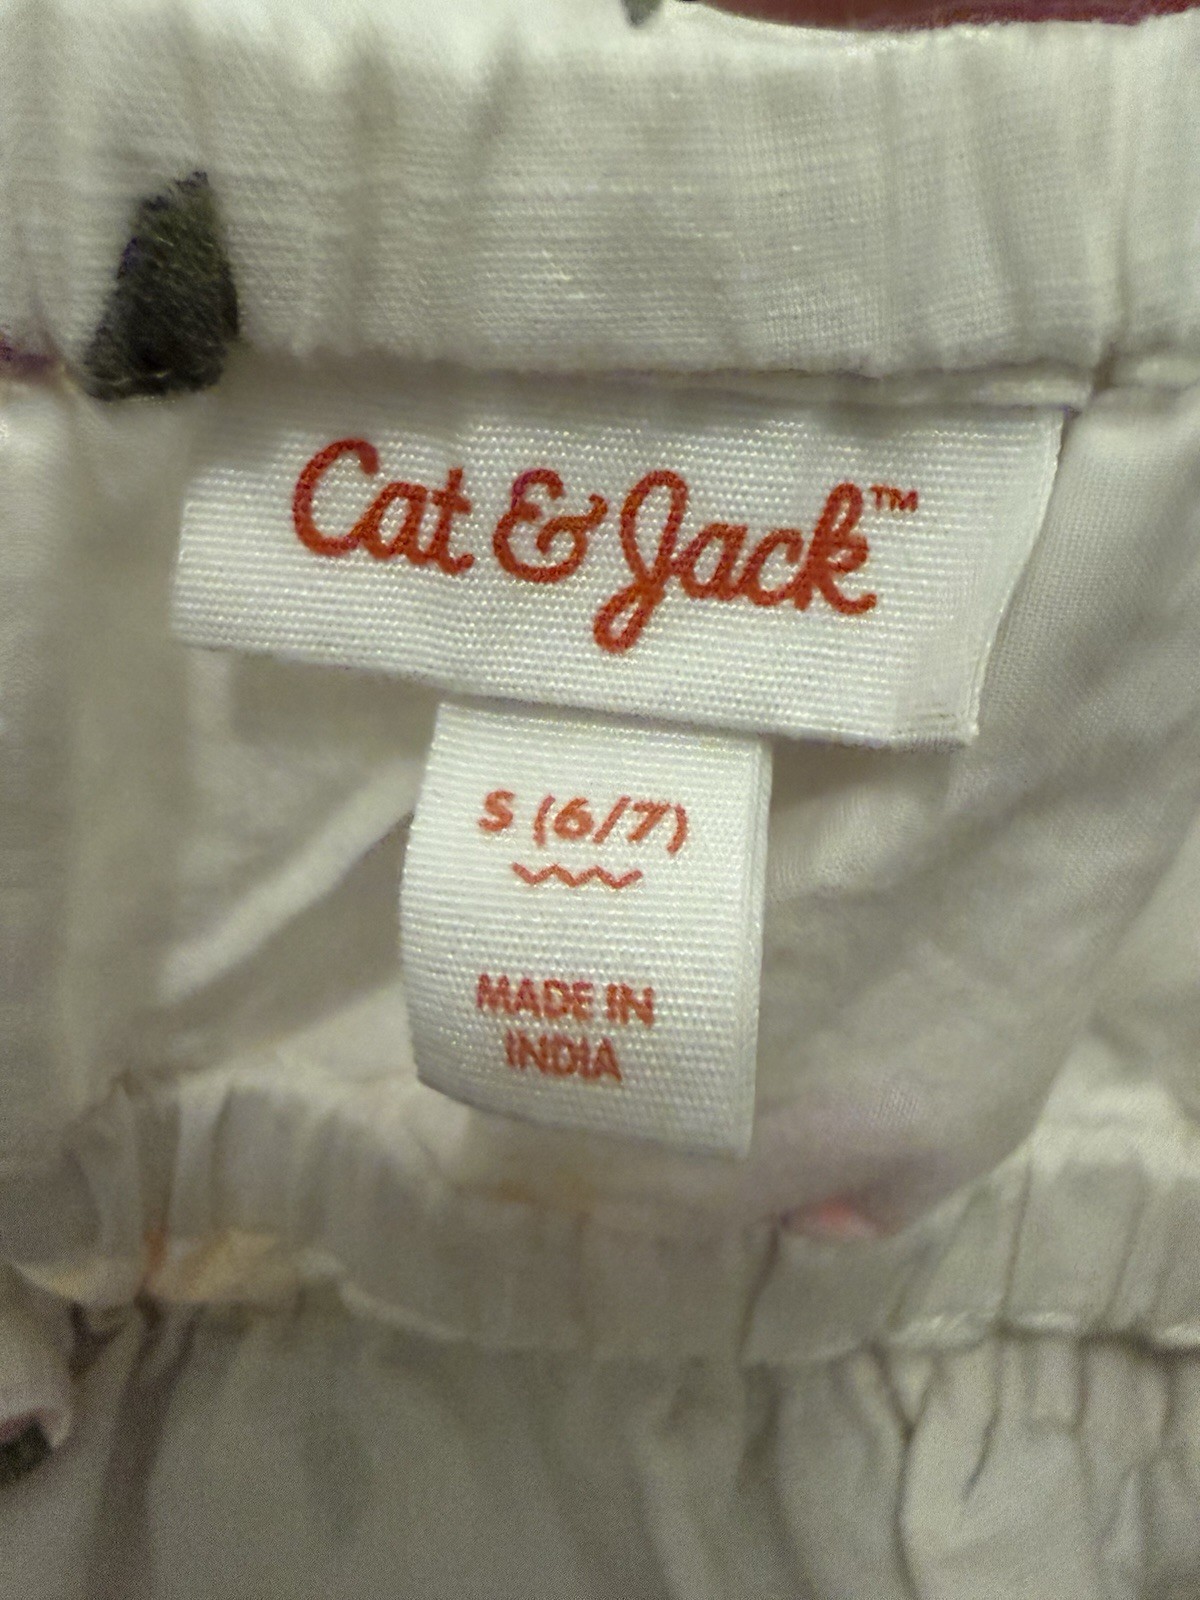 Cat & Jack™
S (6/7)
MADE IN
INDIA